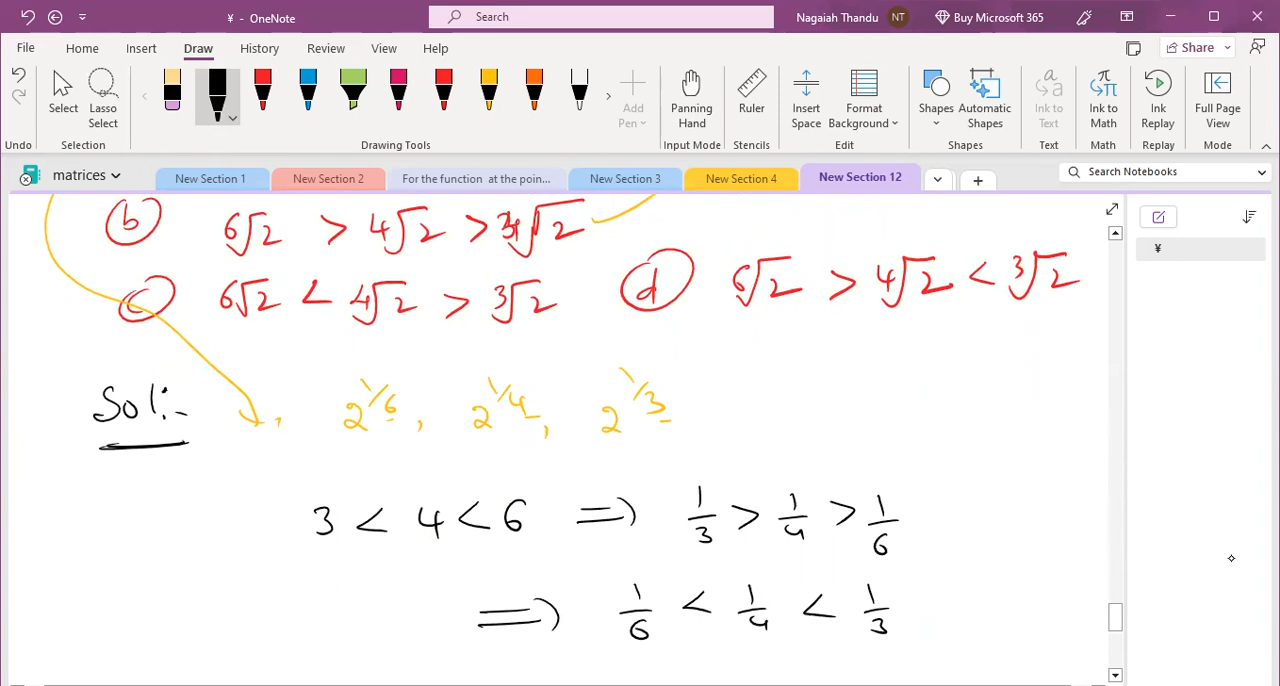 ¥ - OneNote
Search
Nagaiah Thandu NT
Buy Microsoft 365
File Home Insert Draw History Review View Help
Share
Select
Lasso Select
Add Pen
Panning Hand
Ruler
Insert Space
Format Background
Shapes
Automatic Shapes
Ink to Text
Ink to Math
Ink Replay
Full Page View
Undo Selection Drawing Tools Input Mode Stencils Edit Shapes Text Math Replay Mode
matrices New Section 1 New Section 2 For the function at the poin... New Section 3 New Section 4 New Section 12 + Search Notebooks
¥
b 6√2 > 4√2 > 3√2
c 6√2 < 4√2 > 3√2
d 6√2 > 4√2 < 3√2
Sol:- 2^1/6, 2^1/4, 2^1/3
3 < 4 < 6 ⇒ 1/3 > 1/4 > 1/6
⇒ 1/6 < 1/4 < 1/3